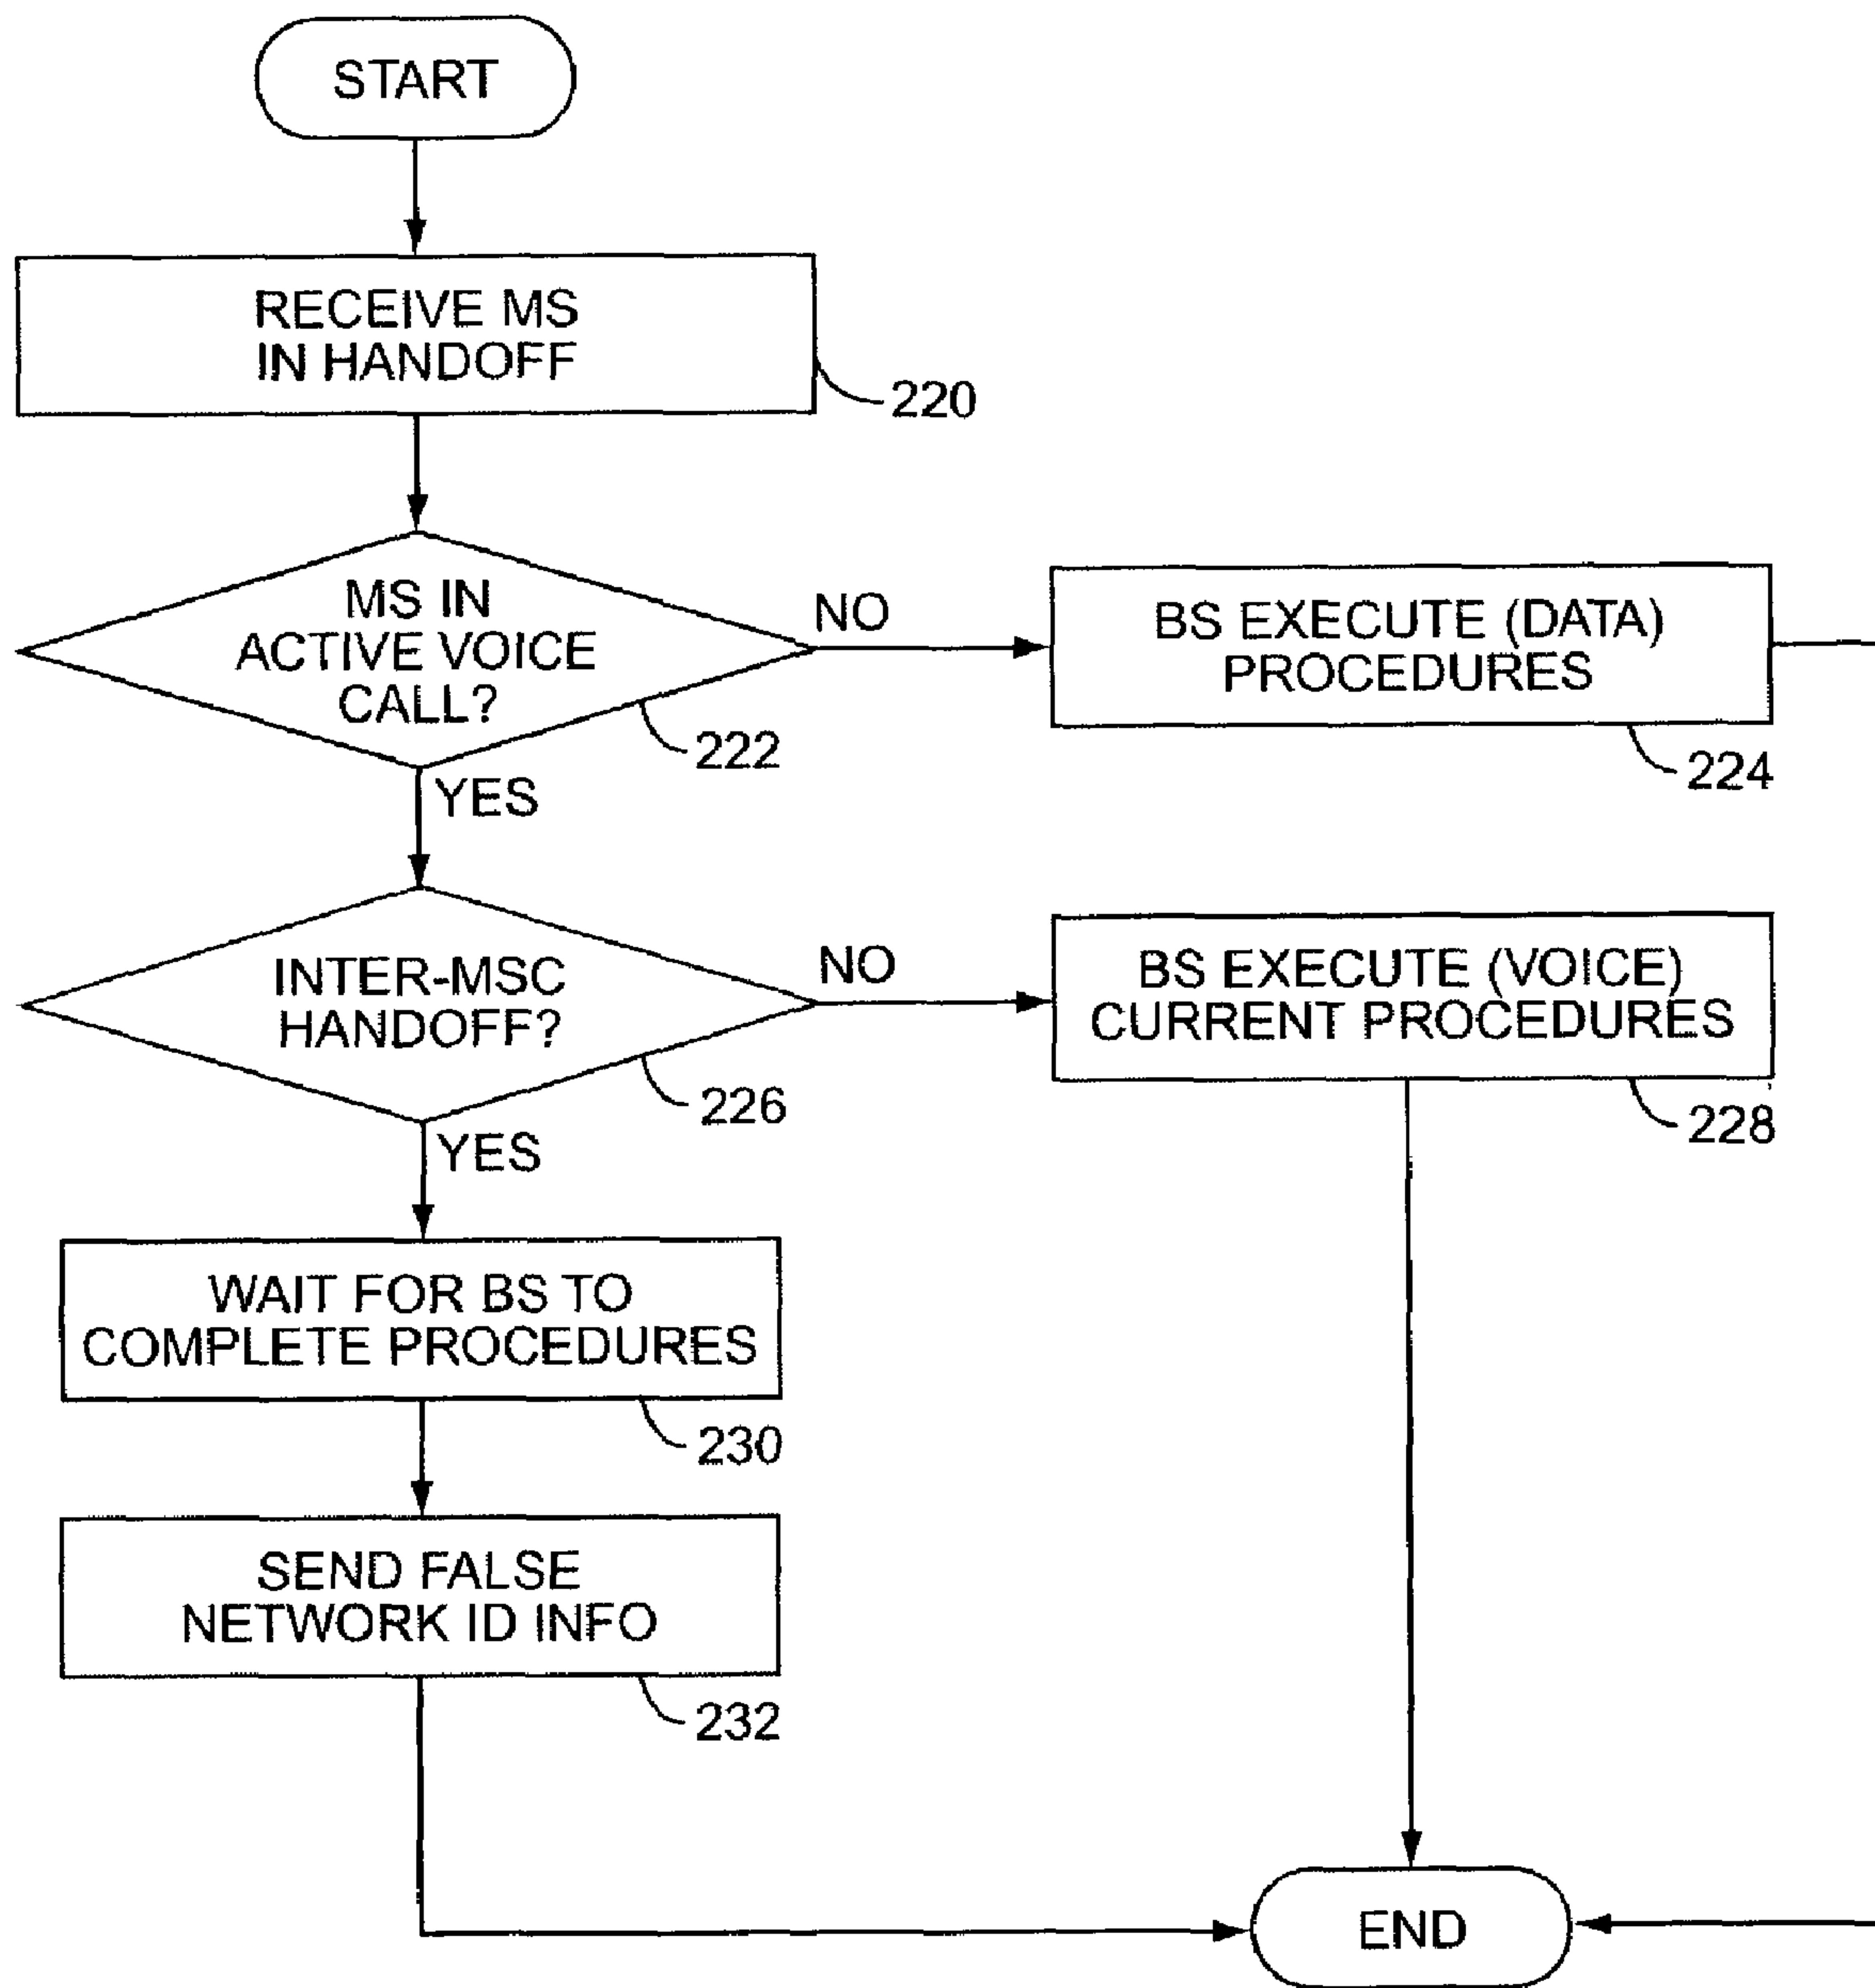 START
RECEIVE MS
IN HANDOFF
220
MS IN
ACTIVE VOICE
CALL?
222
NO
BS EXECUTE (DATA)
PROCEDURES
224
YES
INTER-MSC
HANDOFF?
226
NO
BS EXECUTE (VOICE)
CURRENT PROCEDURES
228
YES
WAIT FOR BS TO
COMPLETE PROCEDURES
230
SEND FALSE
NETWORK ID INFO
232
END